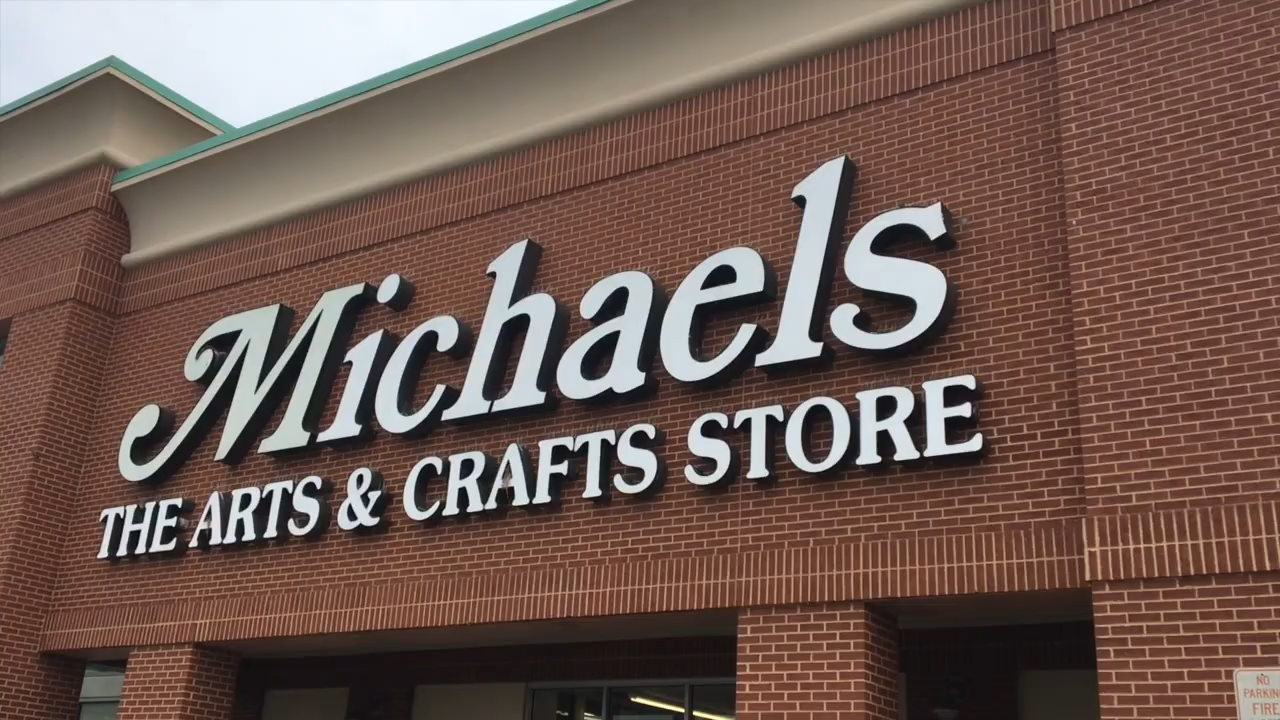 Michaels
THE ARTS & CRAFTS STORE
NO
PARKING
FIRE